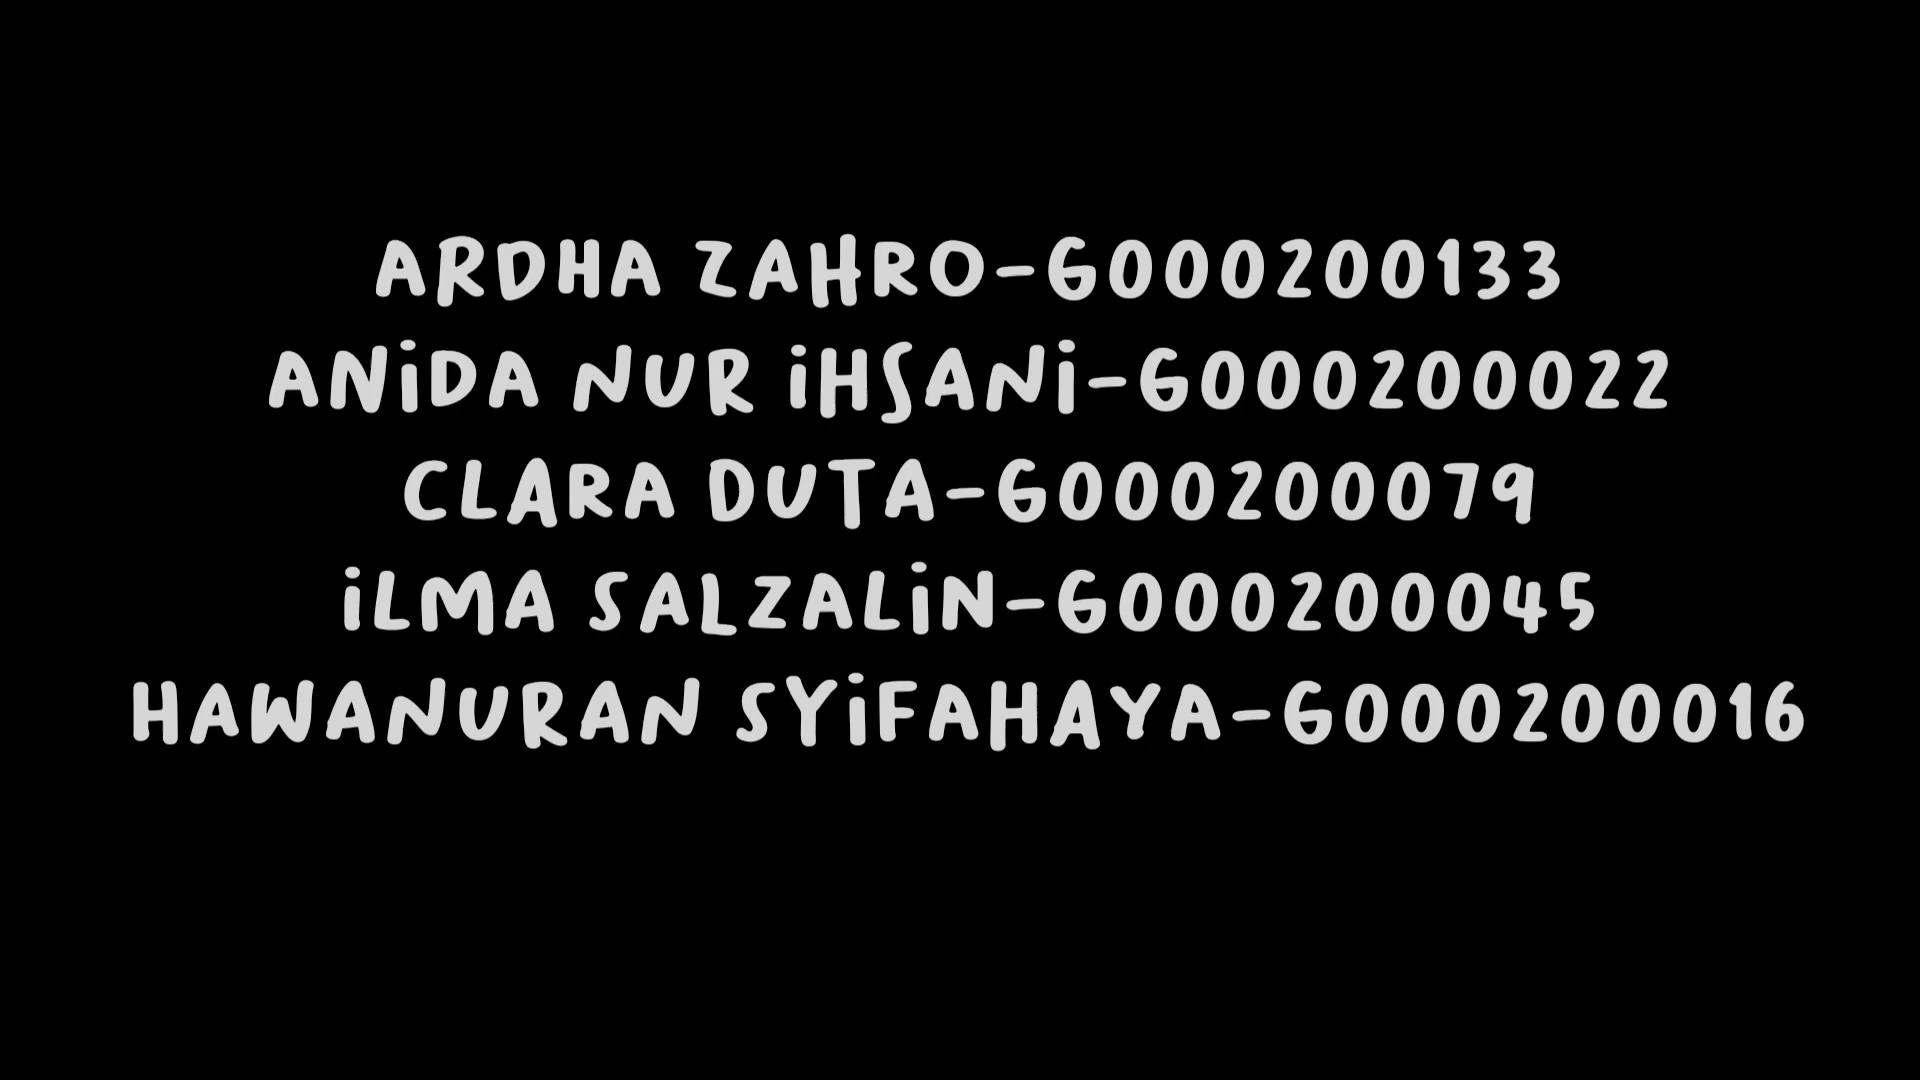 ARDHA ZAHRO-G000200133
ANiDA NUR iHSANi-G000200022
CLARA DUTA-G000200079
iLMA SALZALiN-G000200045
HAWANURAN SYiFAHAYA-G000200016